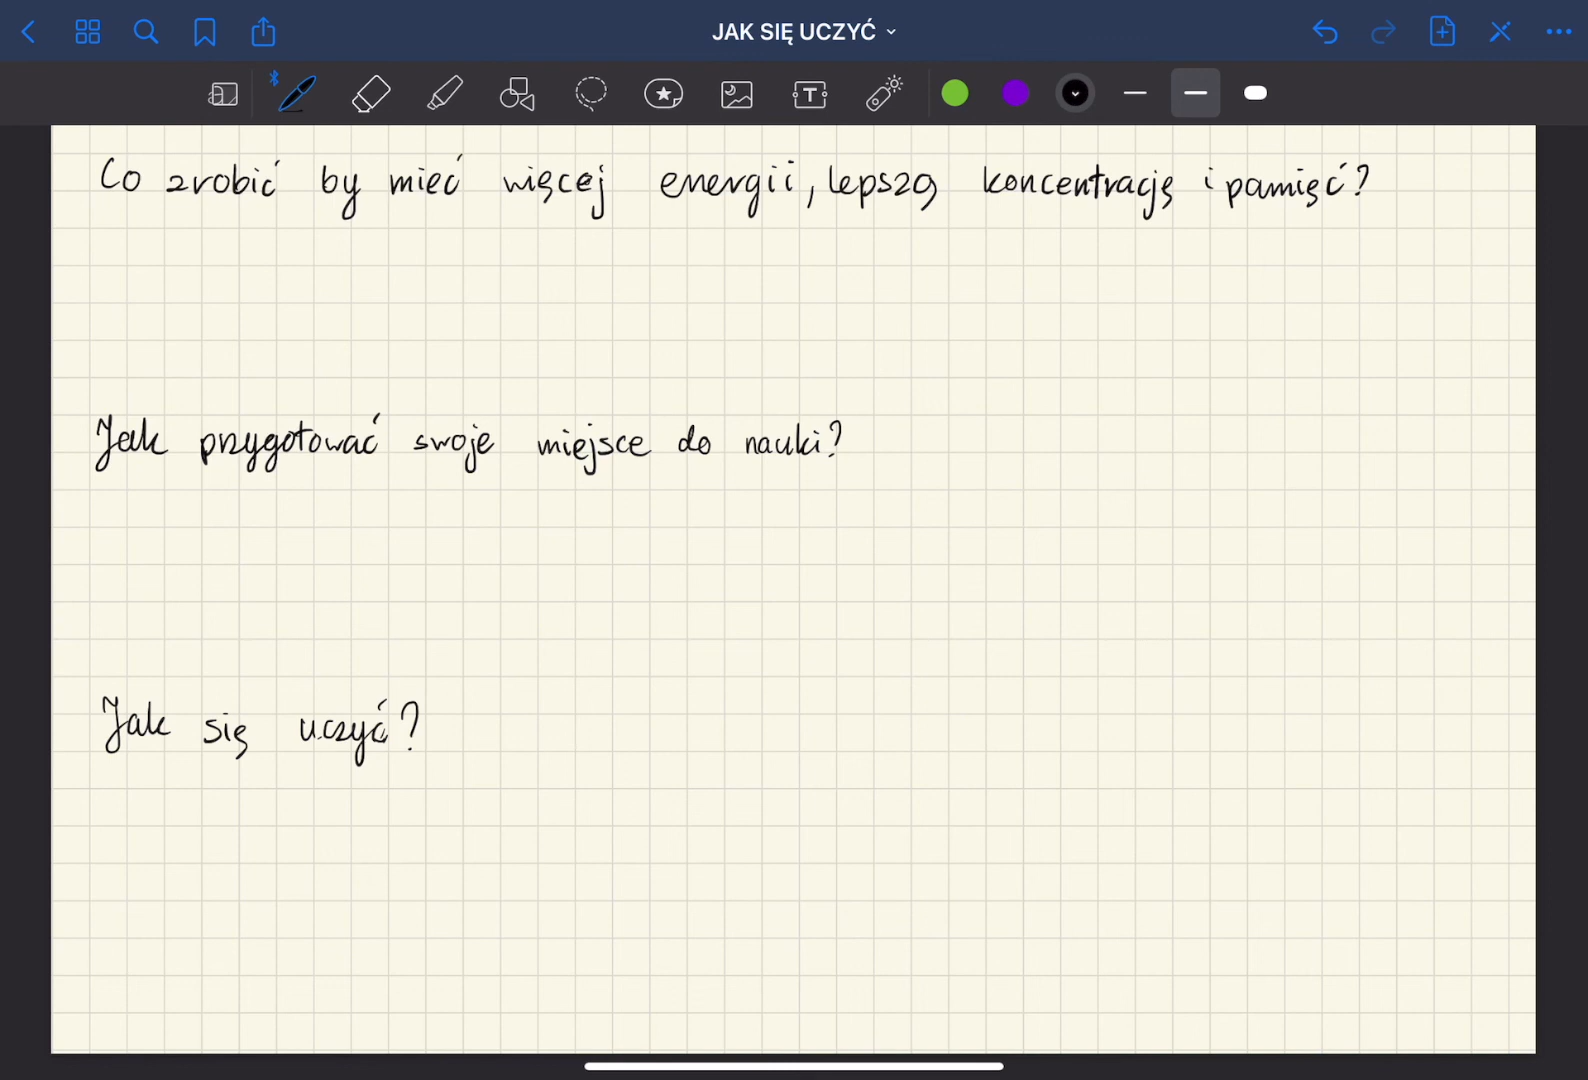 JAK SIĘ UCZYĆ
Co zrobić by mieć więcej energii, lepszą koncentrację i pamięć?
Jak przygotować swoje miejsce do nauki?
Jak się uczyć?